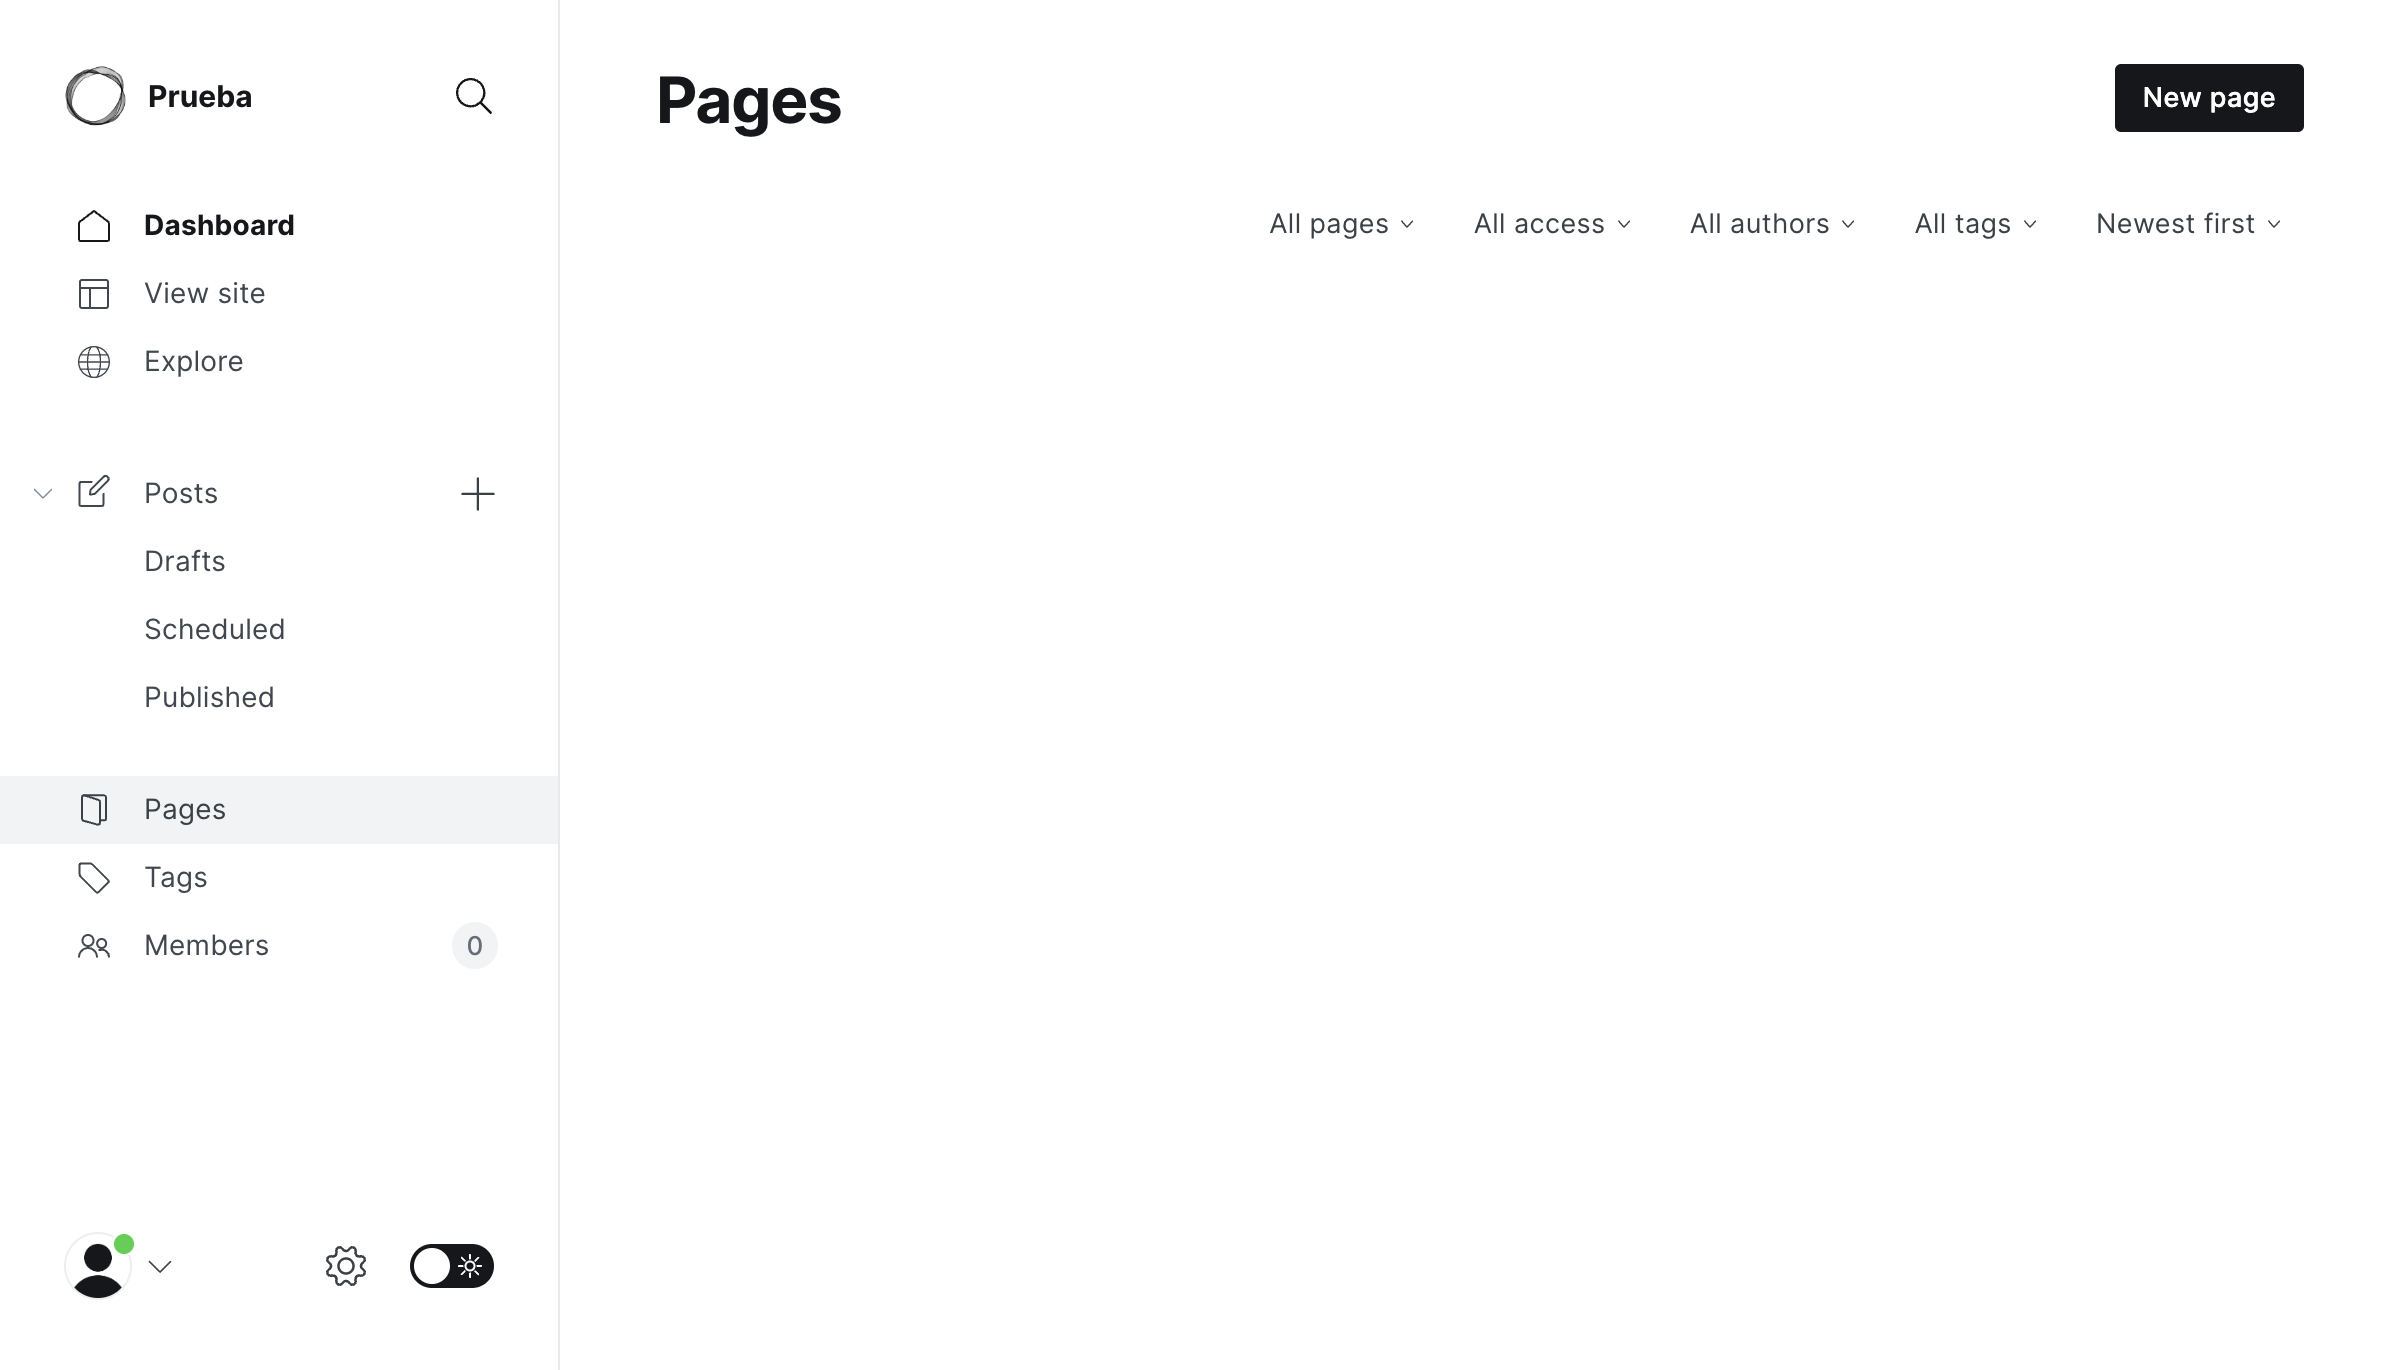 Prueba
Dashboard
View site
Explore
Posts
Drafts
Scheduled
Published
Pages
Tags
Members
0
Pages
New page
All pages
All access
All authors
All tags
Newest first